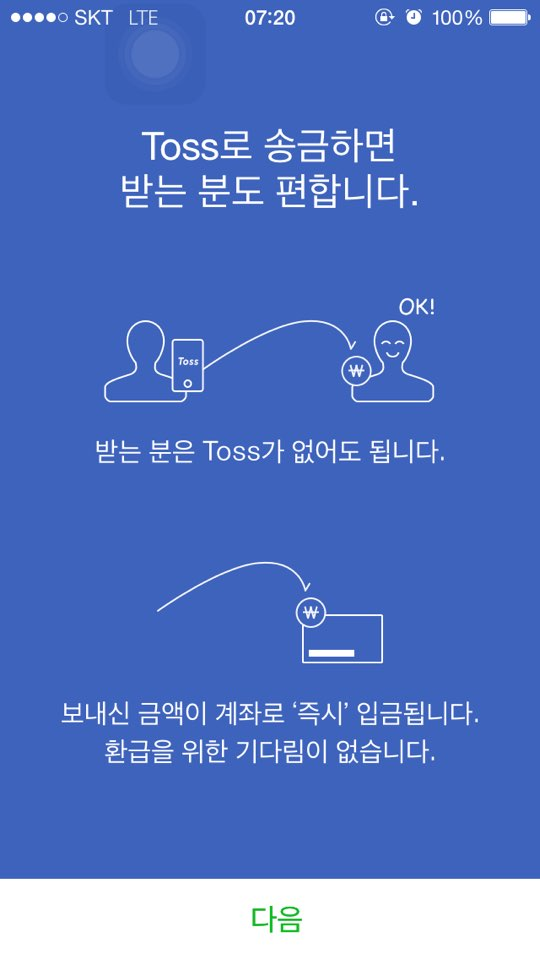 SKT LTE 07:20 100%
Toss로 송금하면
받는 분도 편합니다.
OK!
Toss
₩
받는 분은 Toss가 없어도 됩니다.
₩
보내신 금액이 계좌로 ‘즉시’ 입금됩니다.
환급을 위한 기다림이 없습니다.
다음